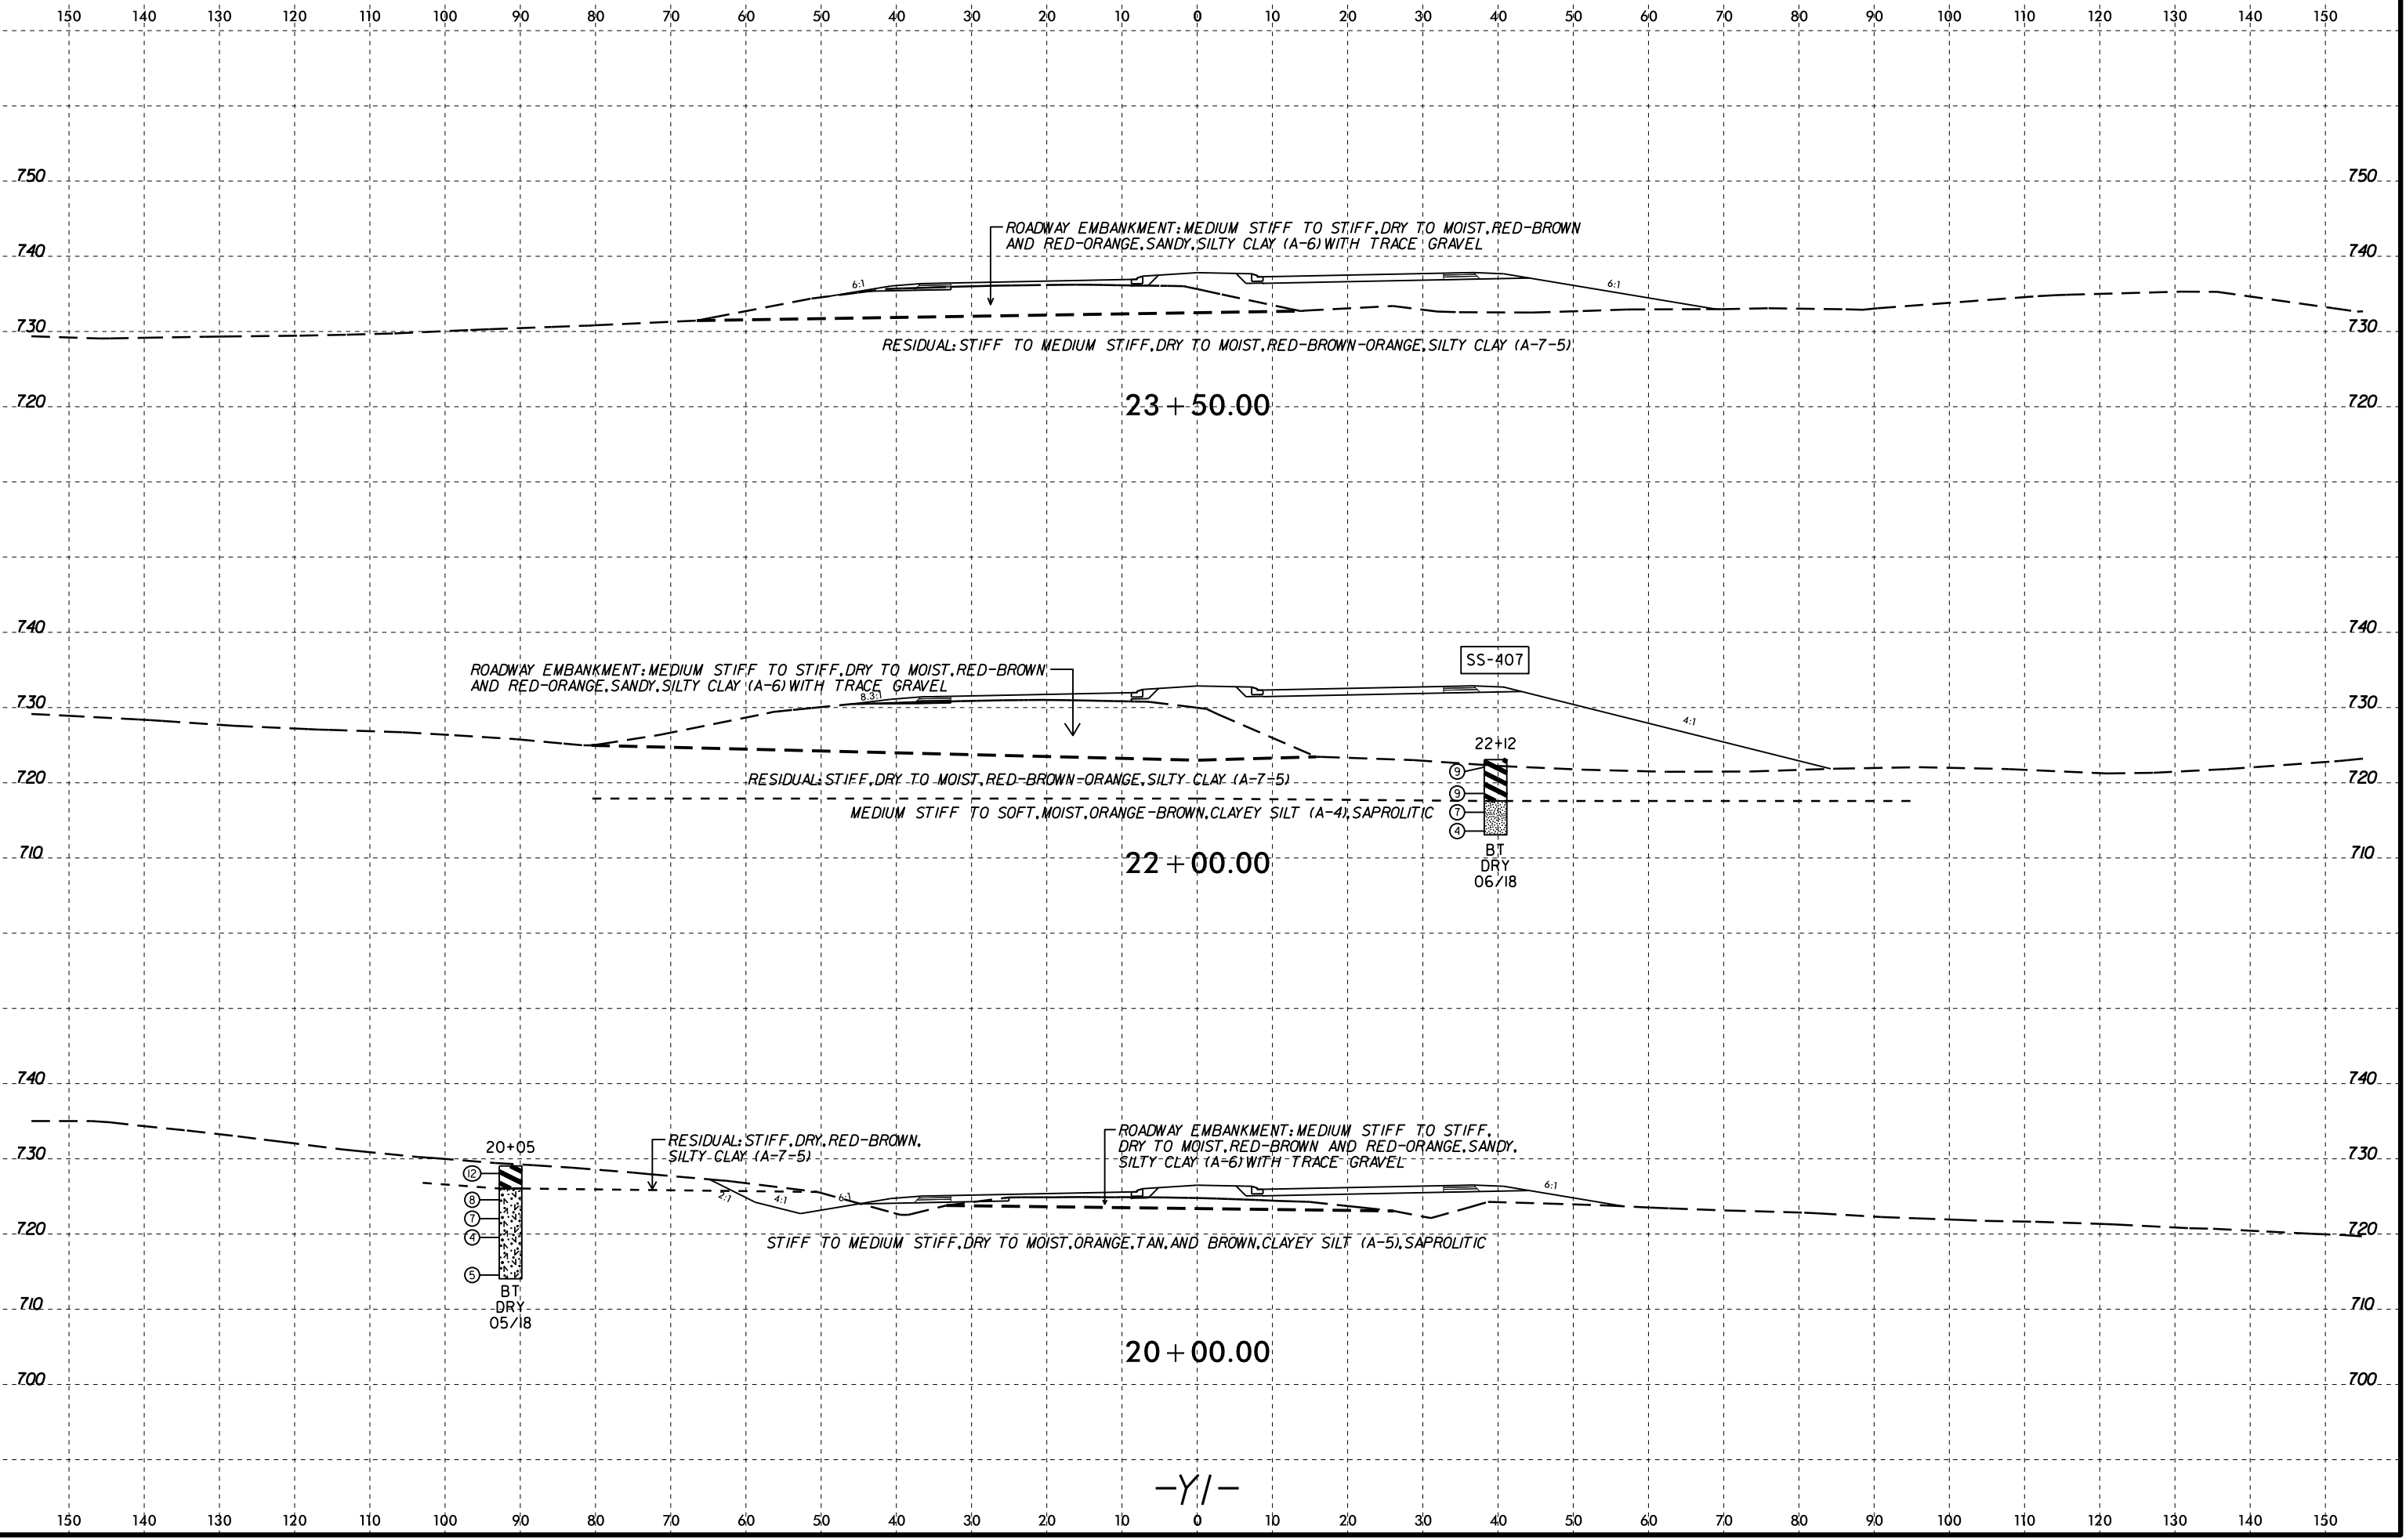 150 140 130 120 110 100 90 80 70 60 50 40 30 20 10 0 10 20 30 40 50 60 70 80 90 100 110 120 130 140 150
750 750
ROADWAY EMBANKMENT: MEDIUM STIFF TO STIFF, DRY TO MOIST, RED-BROWN
AND RED-ORANGE, SANDY, SILTY CLAY (A-6) WITH TRACE GRAVEL
740 740
6:1 6:1
730 730
RESIDUAL: STIFF TO MEDIUM STIFF, DRY TO MOIST, RED-BROWN-ORANGE, SILTY CLAY (A-7-5)
720 720
23+50.00
740 740
SS-407
ROADWAY EMBANKMENT: MEDIUM STIFF TO STIFF, DRY TO MOIST, RED-BROWN
AND RED-ORANGE, SANDY, SILTY CLAY (A-6) WITH TRACE GRAVEL
8.3:1
730 730
4:1
22+12
9
720 720
RESIDUAL: STIFF, DRY TO MOIST, RED-BROWN-ORANGE, SILTY CLAY (A-7-5)
9
MEDIUM STIFF TO SOFT, MOIST, ORANGE-BROWN, CLAYEY SILT (A-4), SAPROLITIC
7
4
710 710
22+00.00
BT
DRY
06/18
740 740
20+05
RESIDUAL: STIFF, DRY, RED-BROWN,
SILTY CLAY (A-7-5)
ROADWAY EMBANKMENT: MEDIUM STIFF TO STIFF,
DRY TO MOIST, RED-BROWN AND RED-ORANGE, SANDY,
SILTY CLAY (A-6) WITH TRACE GRAVEL
730 730
12
2:1 4:1 6:1 6:1
8
7
720 720
4
STIFF TO MEDIUM STIFF, DRY TO MOIST, ORANGE, TAN, AND BROWN, CLAYEY SILT (A-5), SAPROLITIC
5
BT
DRY
05/18
710 710
20+00.00
700 700
-Y1-
150 140 130 120 110 100 90 80 70 60 50 40 30 20 10 0 10 20 30 40 50 60 70 80 90 100 110 120 130 140 150